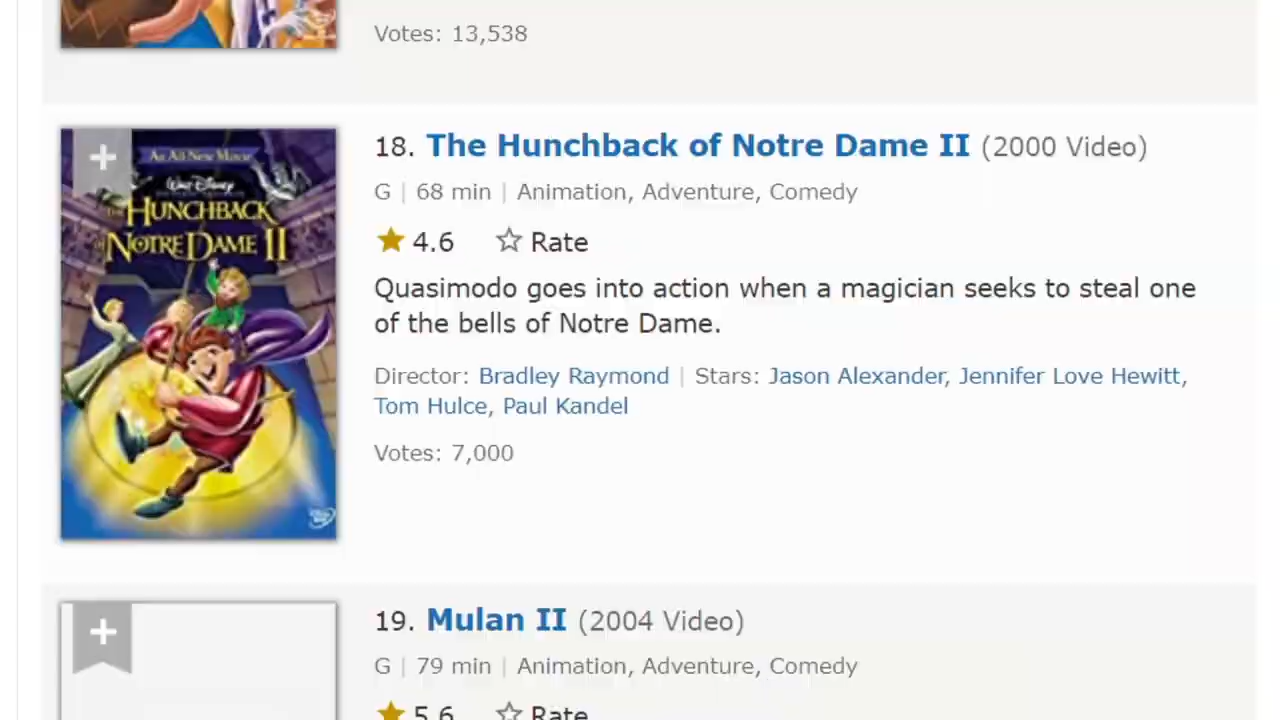 Votes: 13,538
An All New Movie
Walt Disney
THE HUNCHBACK
OF NOTRE DAME II
18. The Hunchback of Notre Dame II (2000 Video)
G | 68 min | Animation, Adventure, Comedy
4.6 Rate
Quasimodo goes into action when a magician seeks to steal one
of the bells of Notre Dame.
Director: Bradley Raymond | Stars: Jason Alexander, Jennifer Love Hewitt,
Tom Hulce, Paul Kandel
Votes: 7,000
19. Mulan II (2004 Video)
G | 79 min | Animation, Adventure, Comedy
5.6 Rate